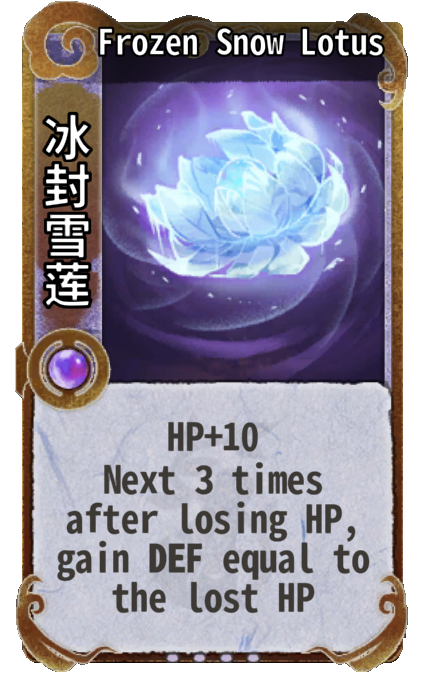 Frozen Snow Lotus
冰封雪莲
HP+10
Next 3 times
after losing HP,
gain DEF equal to
the lost HP